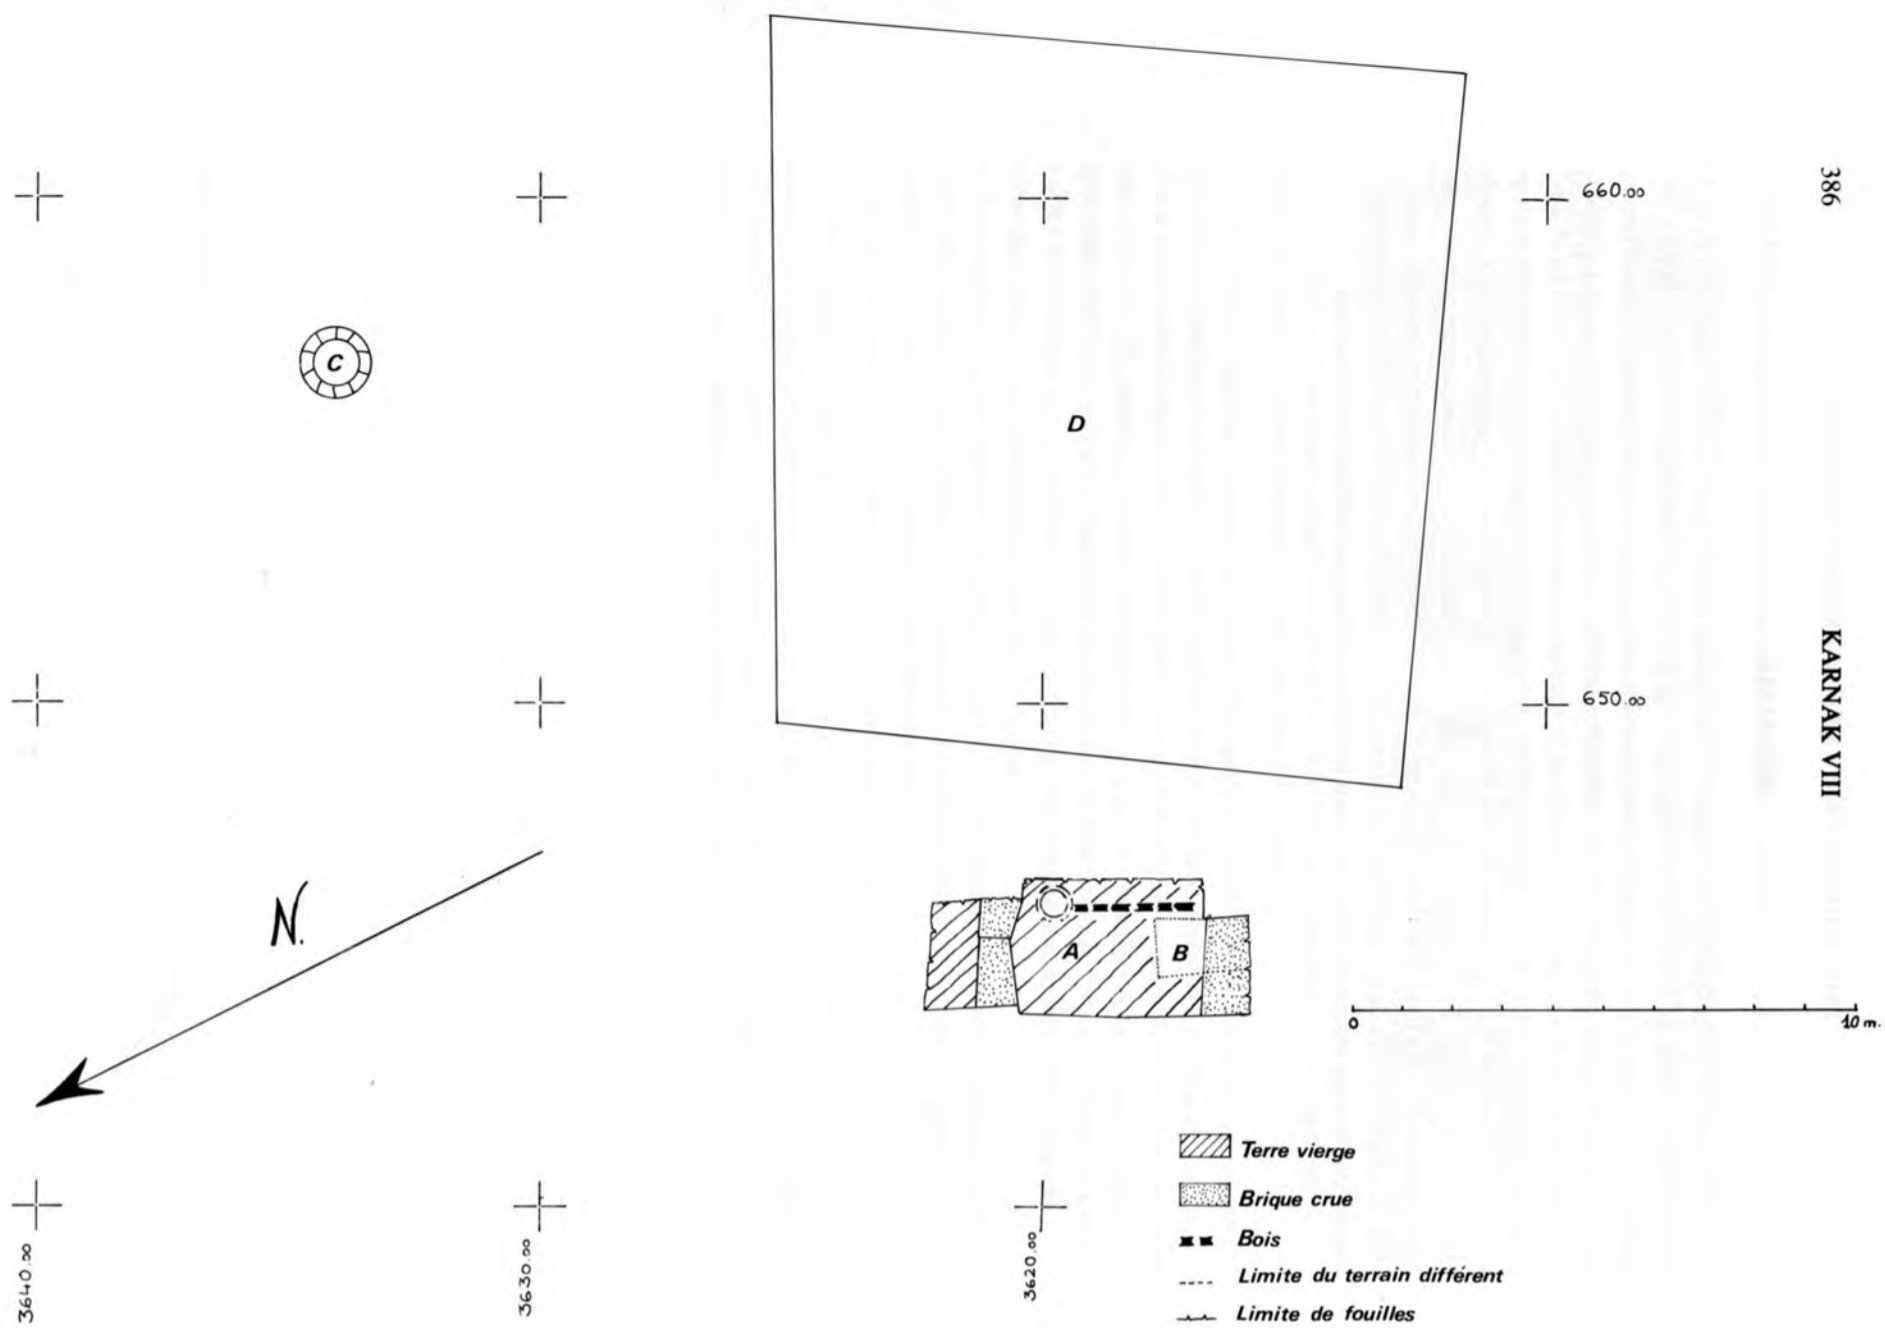 386
KARNAK VIII
660.00
650.00
C
D
N.
A
B
0
10 m.
Terre vierge
Brique crue
Bois
Limite du terrain différent
Limite de fouilles
3640.00
3630.00
3620.00